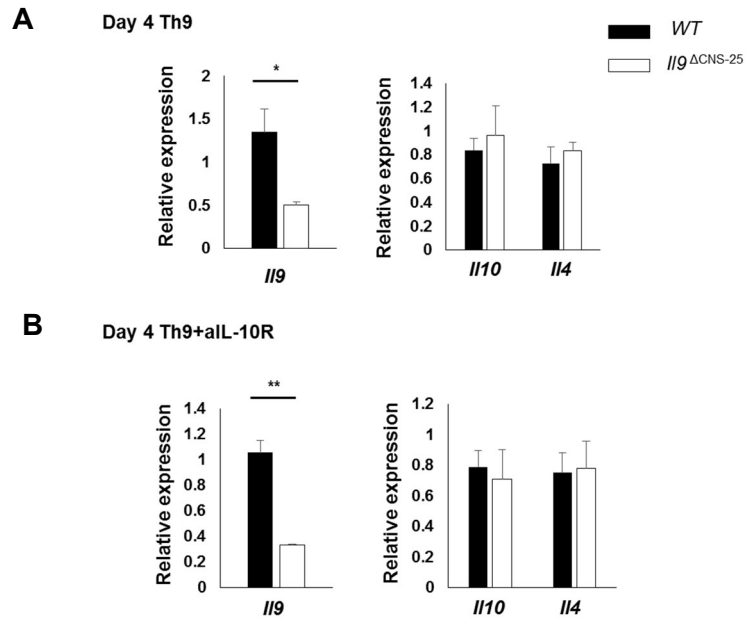 A
Day 4 Th9
WT
Il9 ΔCNS-25
2
1.5
1
0.5
0
Relative expression
*
Il9
1.4
1.2
1
0.8
0.6
0.4
0.2
0
Relative expression
Il10 Il4
B
Day 4 Th9+aIL-10R
1.4
1.2
1
0.8
0.6
0.4
0.2
0
Relative expression
**
Il9
1.2
1
0.8
0.6
0.4
0.2
0
Relative expression
Il10 Il4